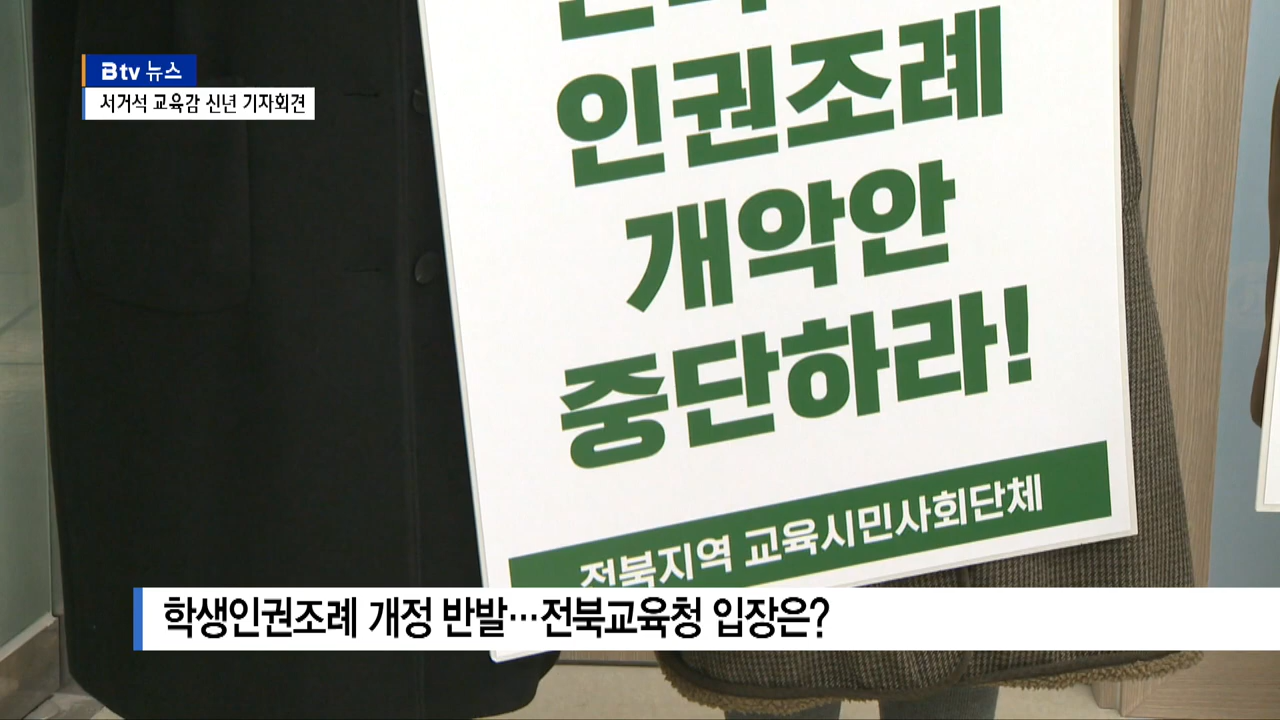 Btv 뉴스
서거석 교육감 신년 기자회견
인권조례
개악안
중단하라!
전북지역 교육시민사회단체
학생인권조례 개정 반발…전북교육청 입장은?